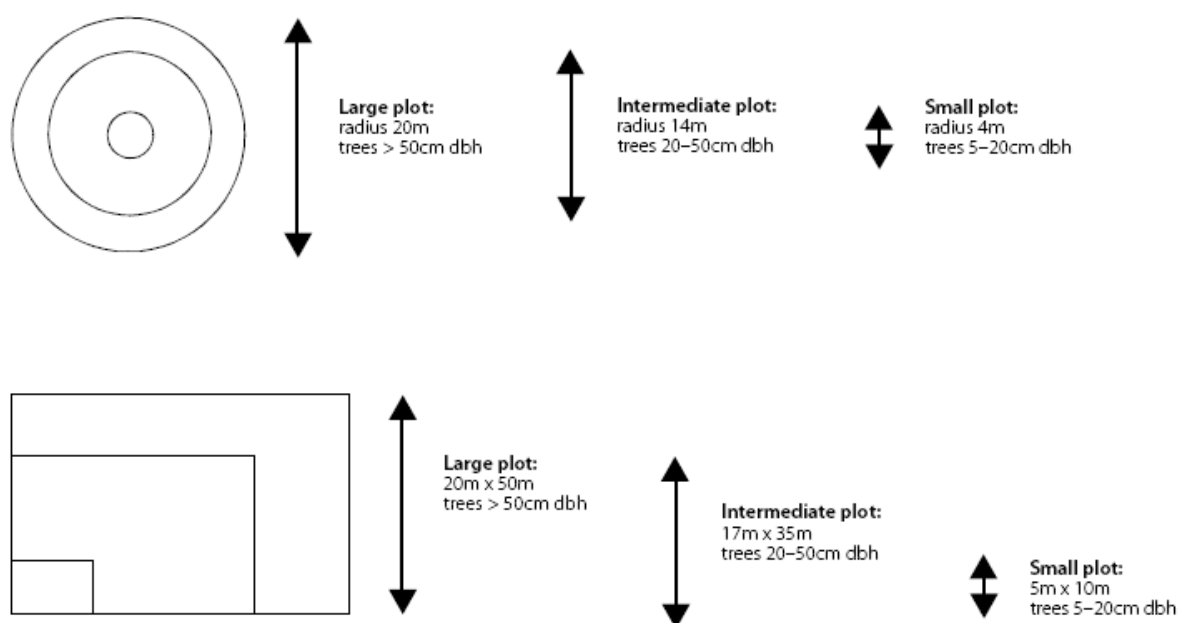 Large plot:
radius 20m
trees > 50cm dbh
Intermediate plot:
radius 14m
trees 20–50cm dbh
Small plot:
radius 4m
trees 5–20cm dbh
Large plot:
20m x 50m
trees > 50cm dbh
Intermediate plot:
17m x 35m
trees 20–50cm dbh
Small plot:
5m x 10m
trees 5–20cm dbh